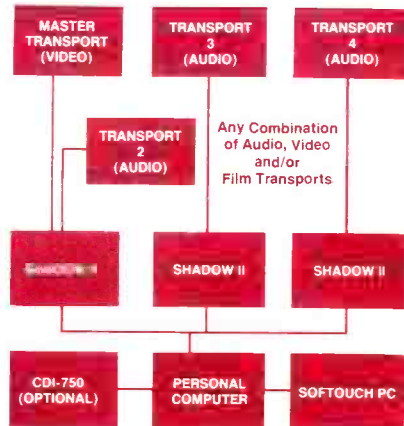 MASTER
TRANSPORT
(VIDEO)
TRANSPORT
3
(AUDIO)
TRANSPORT
4
(AUDIO)
TRANSPORT
2
(AUDIO)
Any Combination
of Audio, Video
and/or
Film Transports
SHADOW II
SHADOW II
CDI-750
(OPTIONAL)
PERSONAL
COMPUTER
SOFTOUCH PC